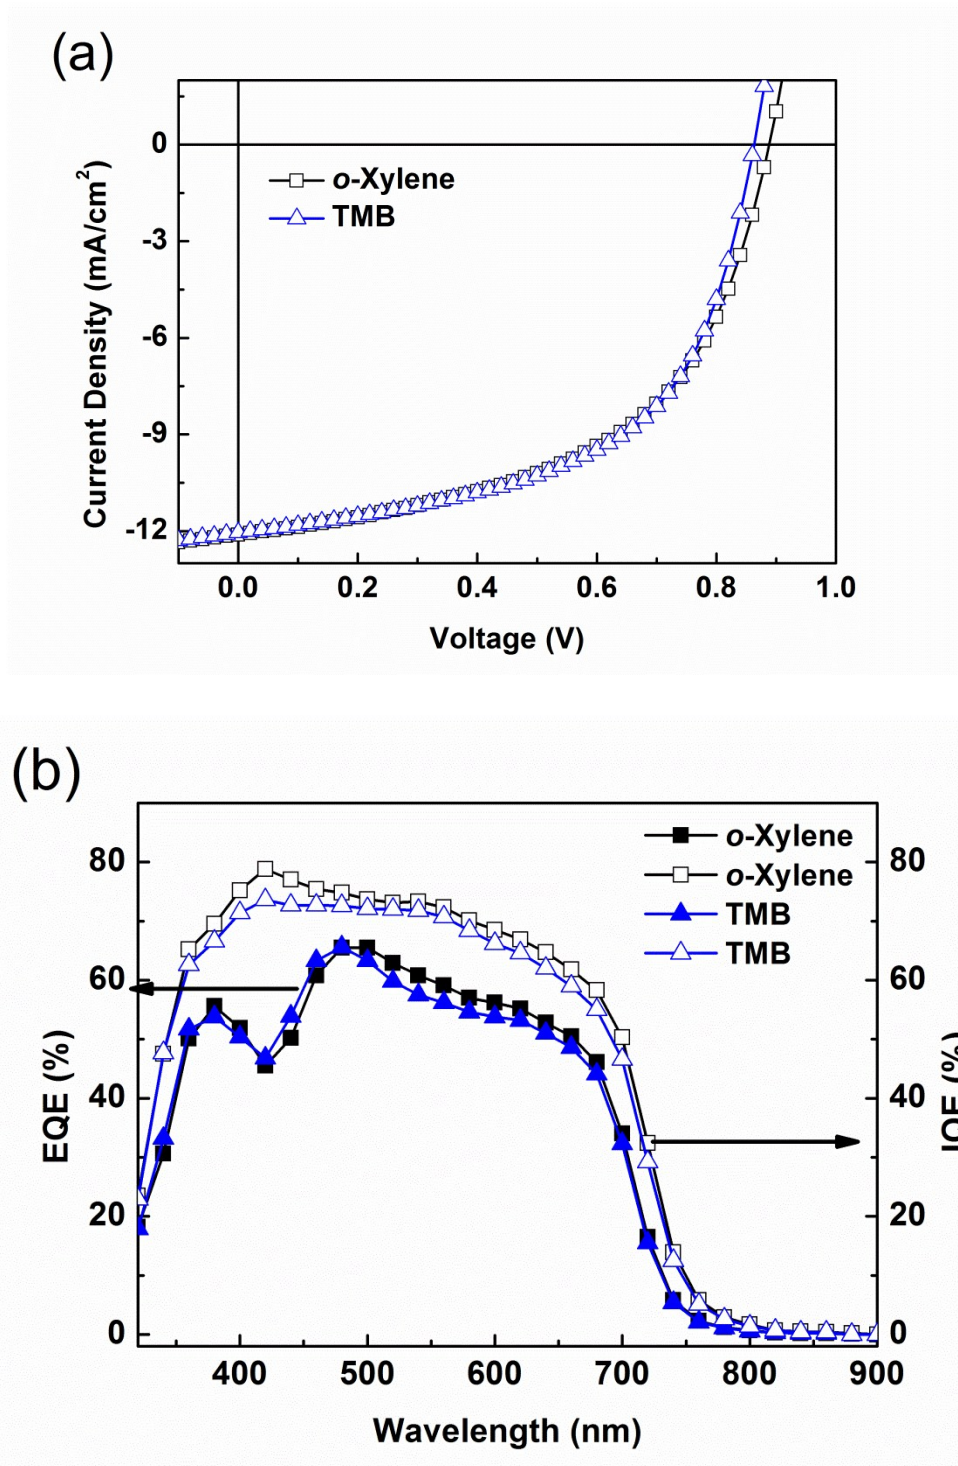 (a)
0
-3
-6
-9
-12
Current Density (mA/cm²)
o-Xylene
TMB
0.0 0.2 0.4 0.6 0.8 1.0
Voltage (V)
(b)
80
60
40
20
0
EQE (%)
o-Xylene
o-Xylene
TMB
TMB
80
60
40
20
0
(%)
400 500 600 700 800 900
Wavelength (nm)